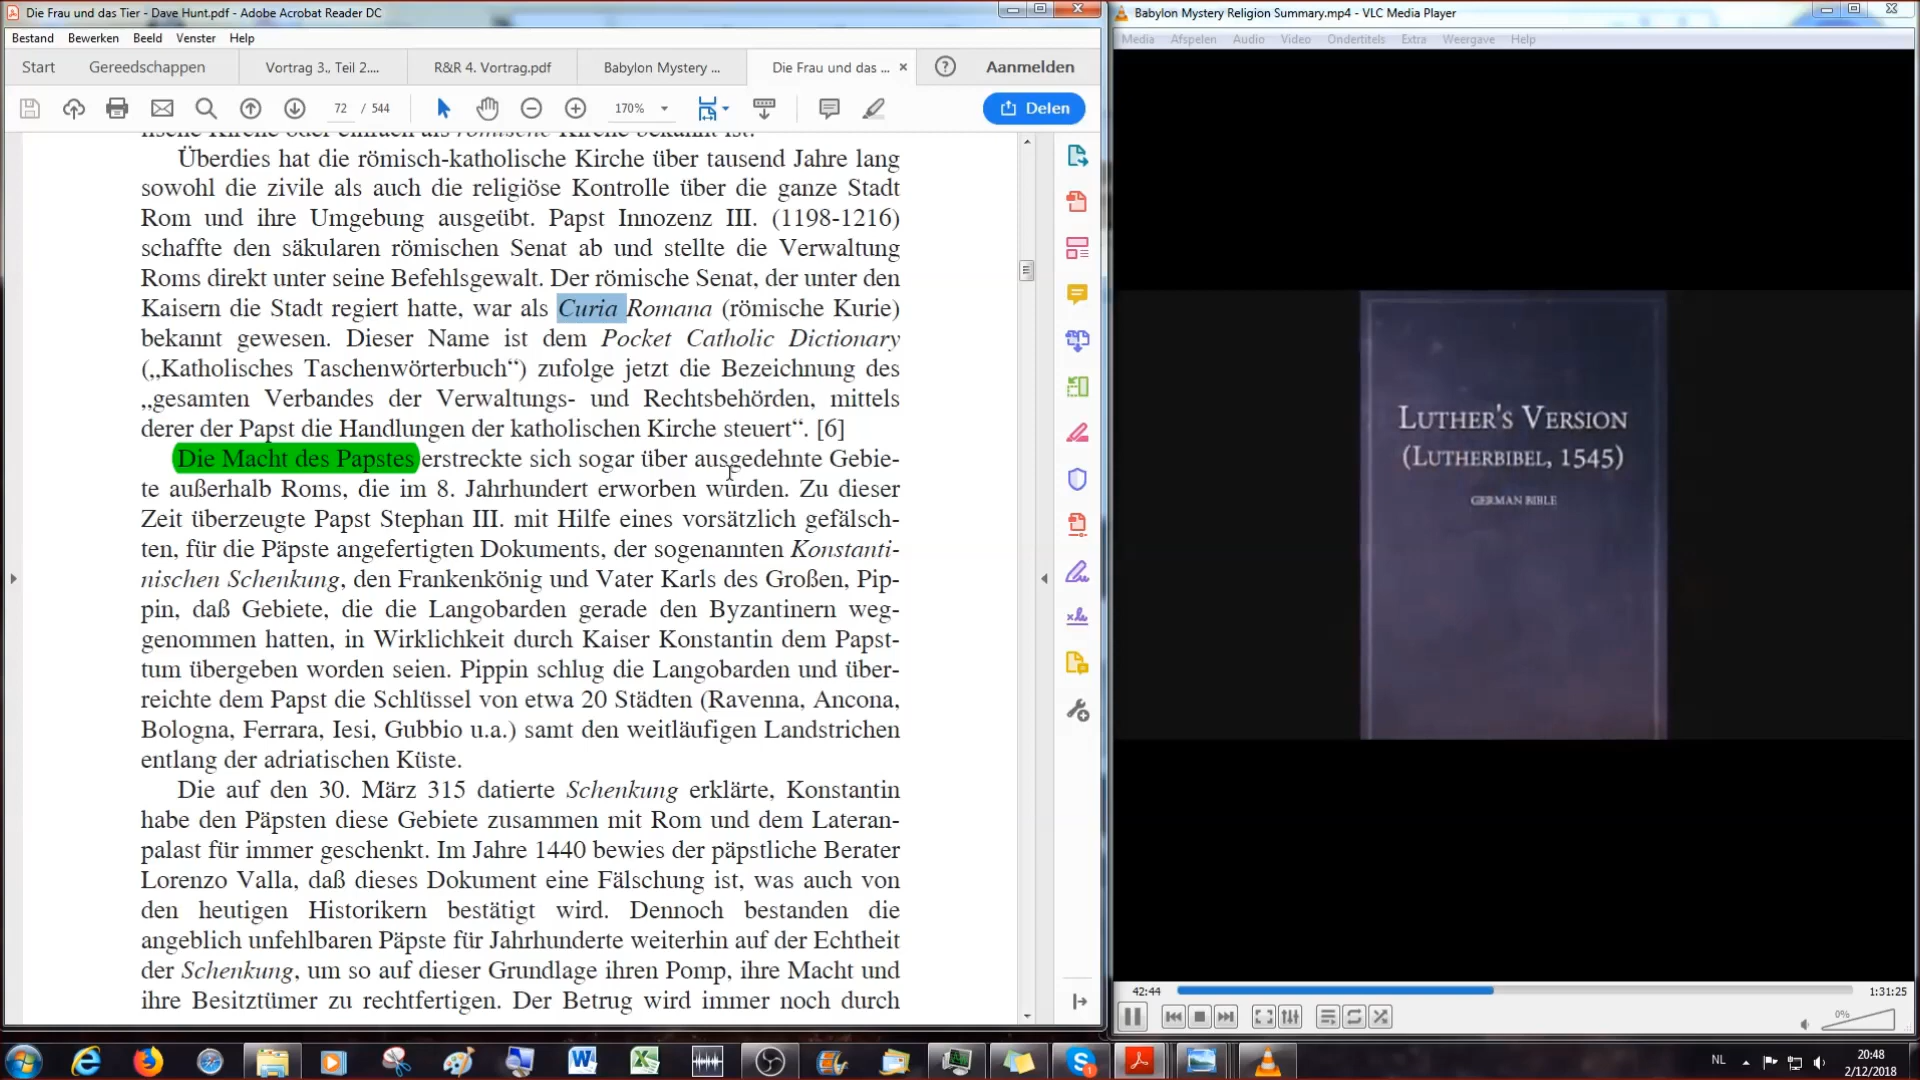 Die Frau und das Tier - Dave Hunt.pdf - Adobe Acrobat Reader DC
Bestand Bewerken Beeld Venster Help
Start Gereedschappen Vortrag 3., Teil 2.... R&R 4. Vortrag.pdf Babylon Mystery ... Die Frau und das ... Aanmelden
72 / 544 170% Delen
lische Kirche oder einfach als römische Kirche bekannt ist.
Überdies hat die römisch-katholische Kirche über tausend Jahre lang
sowohl die zivile als auch die religiöse Kontrolle über die ganze Stadt
Rom und ihre Umgebung ausgeübt. Papst Innozenz III. (1198-1216)
schaffte den säkularen römischen Senat ab und stellte die Verwaltung
Roms direkt unter seine Befehlsgewalt. Der römische Senat, der unter den
Kaisern die Stadt regiert hatte, war als Curia Romana (römische Kurie)
bekannt gewesen. Dieser Name ist dem Pocket Catholic Dictionary
(„Katholisches Taschenwörterbuch“) zufolge jetzt die Bezeichnung des
„gesamten Verbandes der Verwaltungs- und Rechtsbehörden, mittels
derer der Papst die Handlungen der katholischen Kirche steuert“. [6]
Die Macht des Papstes erstreckte sich sogar über ausgedehnte Gebie-
te außerhalb Roms, die im 8. Jahrhundert erworben wurden. Zu dieser
Zeit überzeugte Papst Stephan III. mit Hilfe eines vorsätzlich gefälsch-
ten, für die Päpste angefertigten Dokuments, der sogenannten Konstanti-
nischen Schenkung, den Frankenkönig und Vater Karls des Großen, Pip-
pin, daß Gebiete, die die Langobarden gerade den Byzantinern weg-
genommen hatten, in Wirklichkeit durch Kaiser Konstantin dem Papst-
tum übergeben worden seien. Pippin schlug die Langobarden und über-
reichte dem Papst die Schlüssel von etwa 20 Städten (Ravenna, Ancona,
Bologna, Ferrara, Iesi, Gubbio u.a.) samt den weitläufigen Landstrichen
entlang der adriatischen Küste.
Die auf den 30. März 315 datierte Schenkung erklärte, Konstantin
habe den Päpsten diese Gebiete zusammen mit Rom und dem Lateran-
palast für immer geschenkt. Im Jahre 1440 bewies der päpstliche Berater
Lorenzo Valla, daß dieses Dokument eine Fälschung ist, was auch von
den heutigen Historikern bestätigt wird. Dennoch bestanden die
angeblich unfehlbaren Päpste für Jahrhunderte weiterhin auf der Echtheit
der Schenkung, um so auf dieser Grundlage ihren Pomp, ihre Macht und
ihre Besitztümer zu rechtfertigen. Der Betrug wird immer noch durch
Babylon Mystery Religion Summary.mp4 - VLC Media Player
Media Afspelen Audio Video Ondertitels Extra Weergave Help
LUTHER'S VERSION
(LUTHERBIBEL, 1545)
GERMAN BIBLE
42:44 1:31:25
0%
NL 20:48
2/12/2018